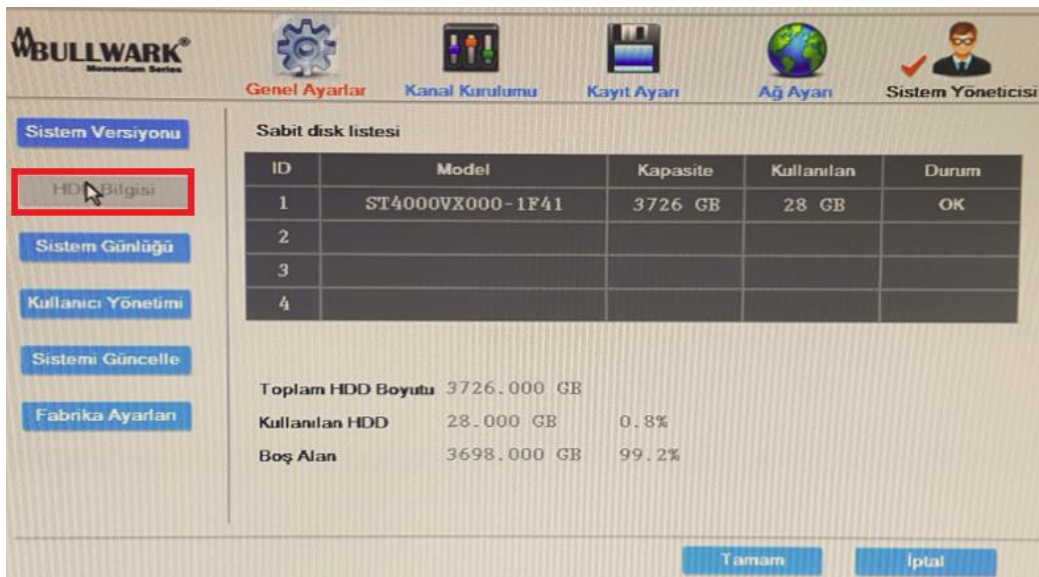 BULLWARK®
Momentum Series
Genel Ayarlar
Kanal Kurulumu
Kayıt Ayarı
Ağ Ayarı
Sistem Yöneticisi
Sistem Versiyonu
HDD Bilgisi
Sistem Günlüğü
Kullanıcı Yönetimi
Sistemi Güncelle
Fabrika Ayarları
Sabit disk listesi
ID Model Kapasite Kullanılan Durum
1 ST4000VX000-1F41 3726 GB 28 GB OK
2
3
4
Toplam HDD Boyutu 3726.000 GB
Kullanılan HDD 28.000 GB 0.8%
Boş Alan 3698.000 GB 99.2%
Tamam
İptal